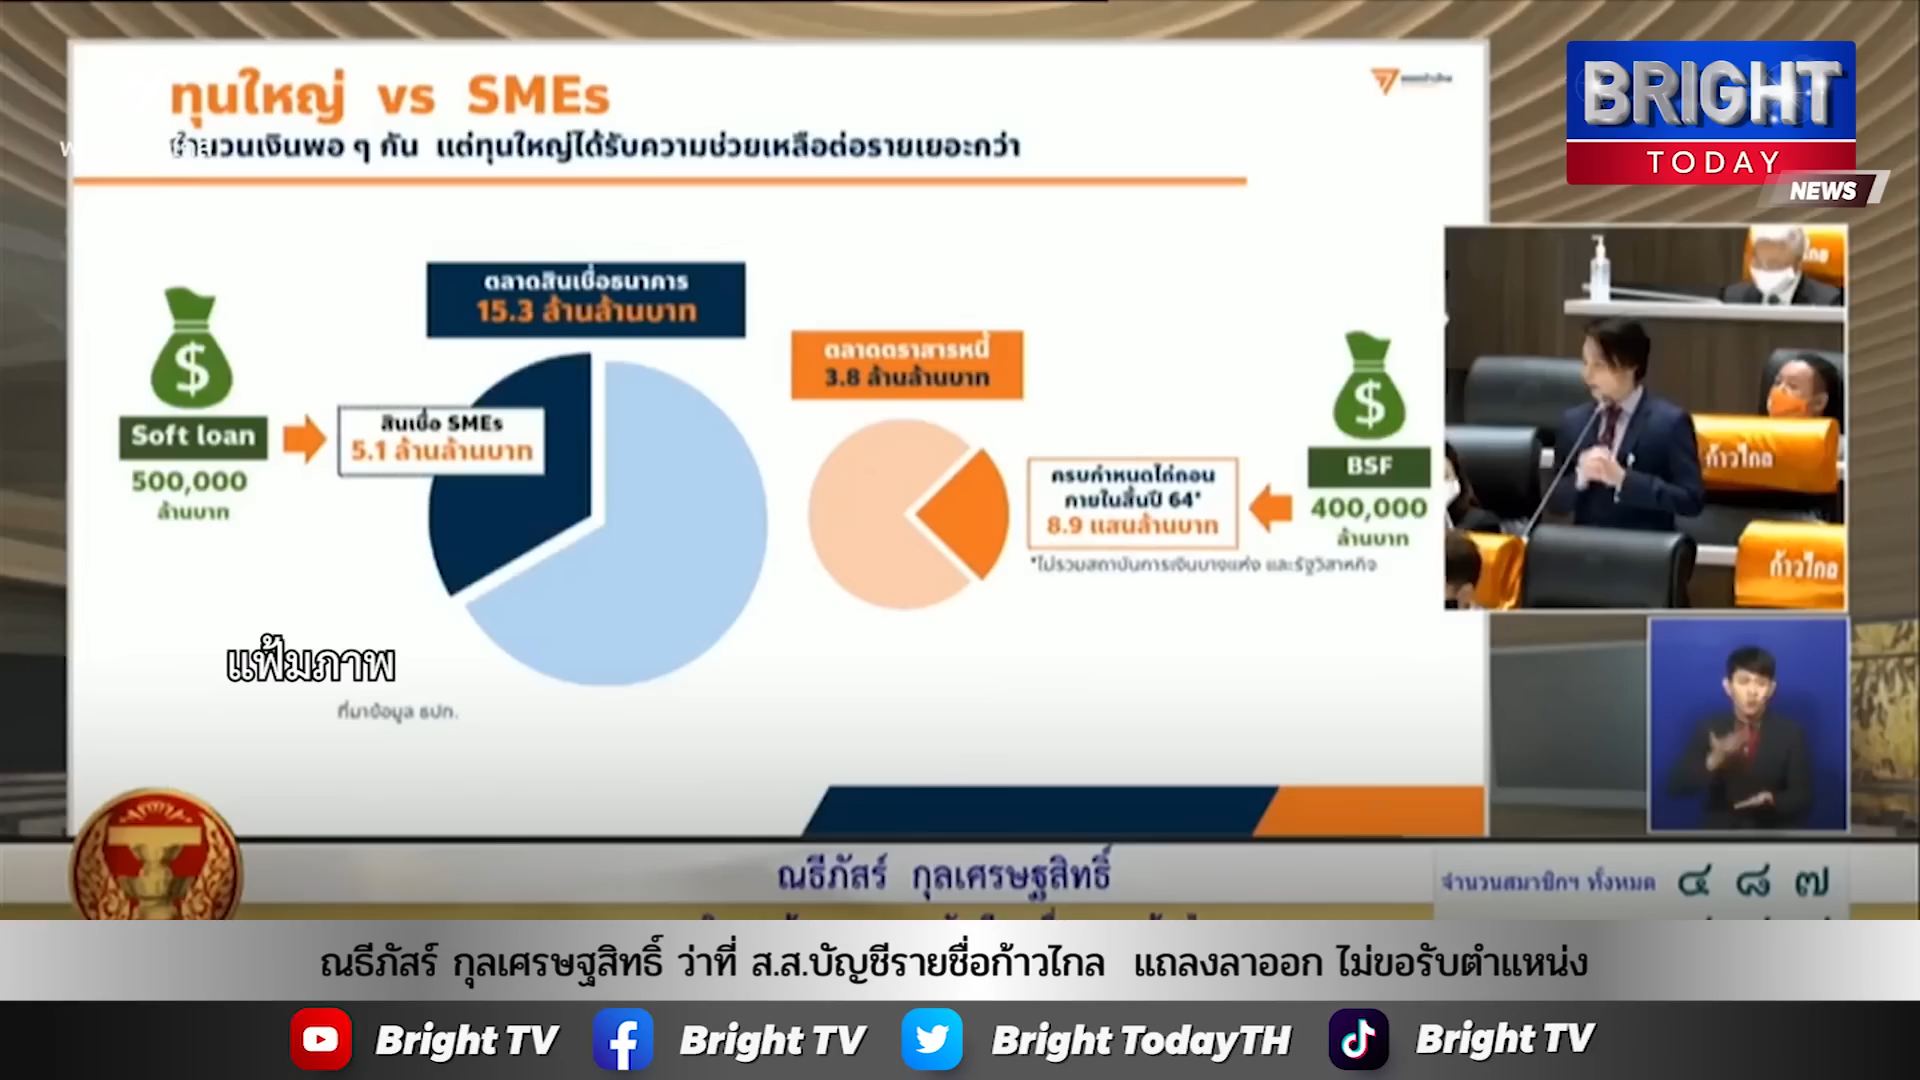 ทุนใหญ่ vs SMEs
จำนวนเงินพอ ๆ กัน แต่ทุนใหญ่ได้รับความช่วยเหลือต่อรายเยอะกว่า
BRIGHT
TODAY
NEWS
ตลาดสินเชื่อธนาคาร
15.3 ล้านล้านบาท
ตลาดตราสารหนี้
3.8 ล้านล้านบาท
$
Soft loan
500,000
ล้านบาท
สินเชื่อ SMEs
5.1 ล้านล้านบาท
ครบกำหนดไถ่ถอน
ภายในสิ้นปี 64*
8.9 แสนล้านบาท
*ไม่รวมสถาบันการเงินบางแห่ง และรัฐวิสาหกิจ
$
BSF
400,000
ล้านบาท
ก้าวไกล
ก้าวไกล
แฟ้มภาพ
ที่มาข้อมูล ธปท.
ณธีภัสร์ กุลเศรษฐสิทธิ์
จำนวนสมาชิกฯ ทั้งหมด ๔๘๗
ณธีภัสร์ กุลเศรษฐสิทธิ์ ว่าที่ ส.ส.บัญชีรายชื่อก้าวไกล แถลงลาออก ไม่ขอรับตำแหน่ง
Bright TV Bright TV Bright TodayTH Bright TV